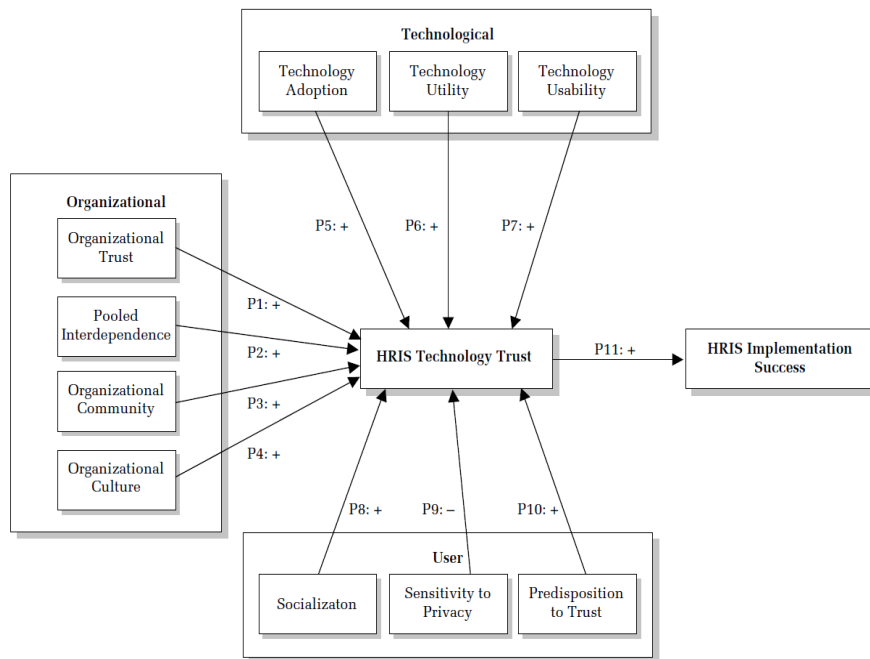 Technological
Technology
Adoption
Technology
Utility
Technology
Usability
Organizational
Organizational
Trust
Pooled
Interdependence
Organizational
Community
Organizational
Culture
P5: +
P6: +
P7: +
P1: +
P2: +
P3: +
P4: +
HRIS Technology Trust
P11: +
HRIS Implementation
Success
P8: +
P9: –
P10: +
User
Socializaton
Sensitivity to
Privacy
Predisposition
to Trust